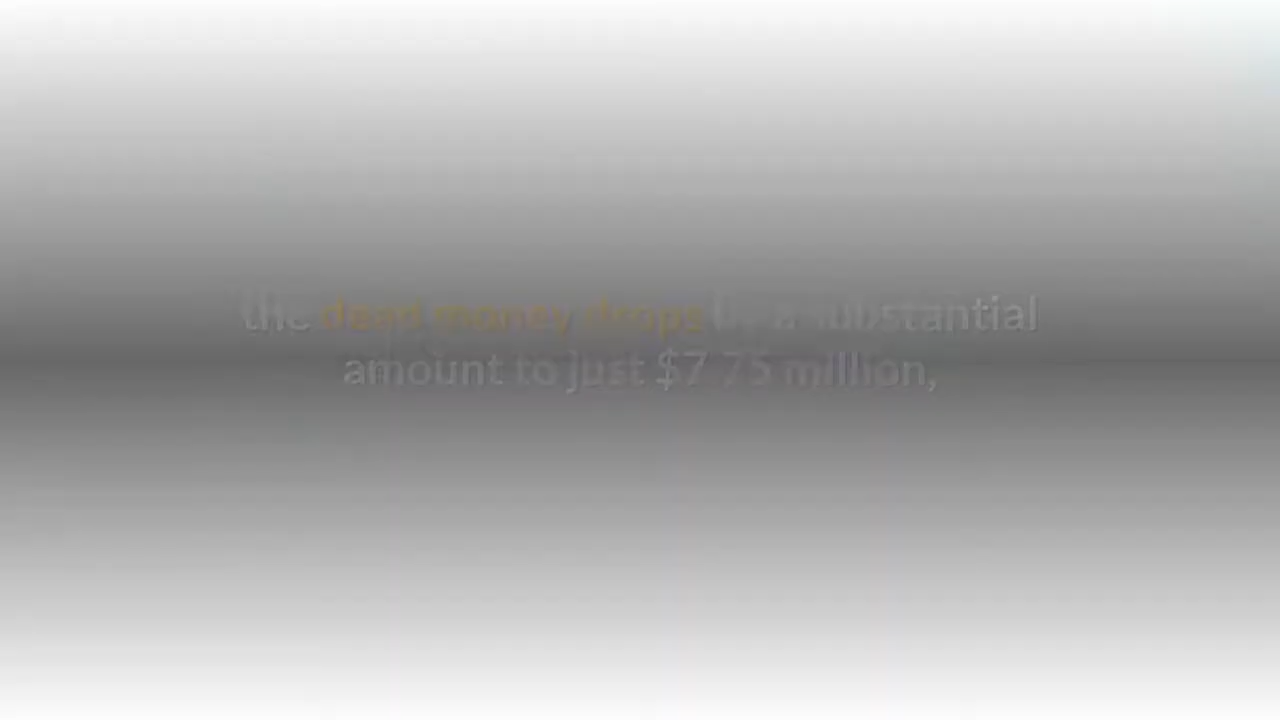 the dead money drops by a substantial
amount to just $7.75 million,